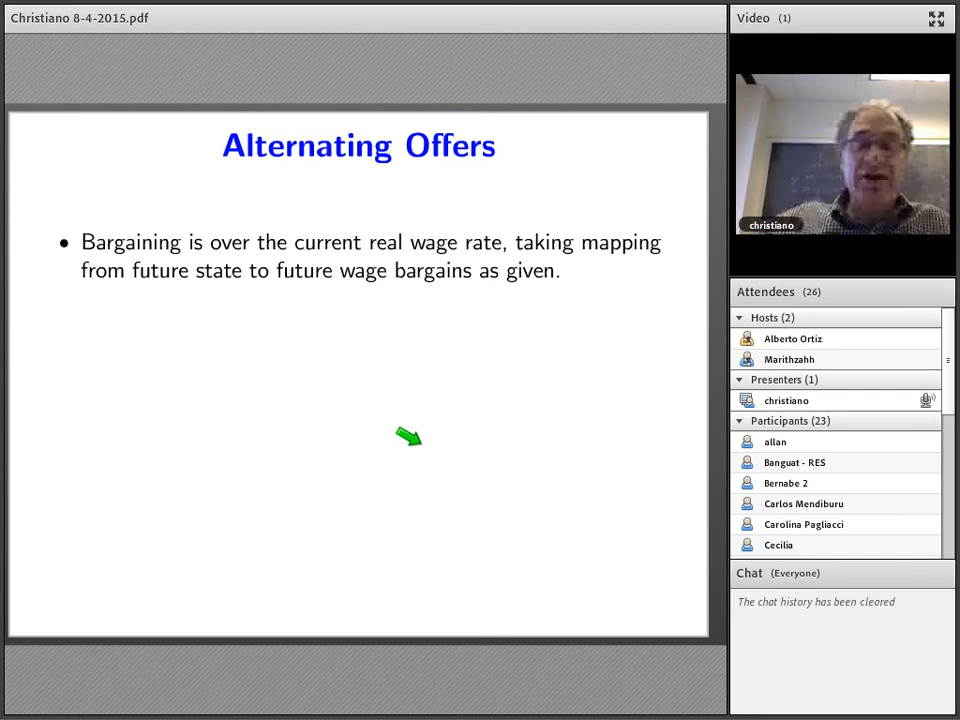 Christiano 8-4-2015.pdf
Alternating Offers
• Bargaining is over the current real wage rate, taking mapping
from future state to future wage bargains as given.
Video (1)
christiano
Attendees (26)
Hosts (2)
Alberto Ortiz
Marithzahh
Presenters (1)
christiano
Participants (23)
allan
Banguat - RES
Bernabe 2
Carlos Mendiburu
Carolina Pagliacci
Cecilia
Chat (Everyone)
The chat history has been cleared